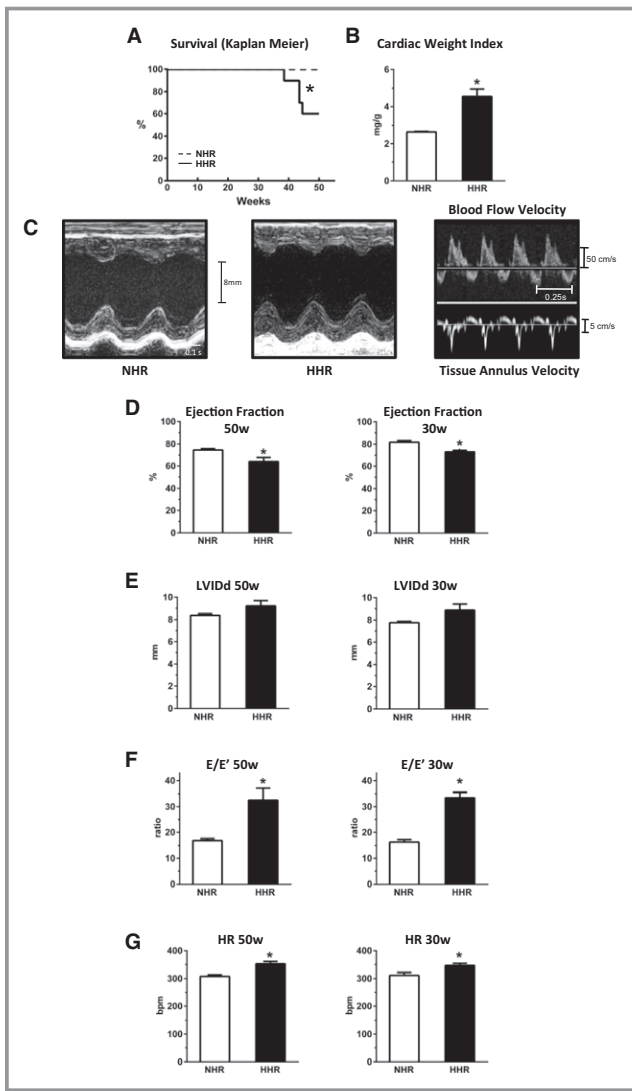 A
Survival (Kaplan Meier)
100
80
60
40
20
0
%
*
NHR
HHR
0 10 20 30 40 50
Weeks
B
Cardiac Weight Index
6
4
2
0
mg/g
*
NHR HHR
C
8mm
0.1 s
NHR
HHR
Blood Flow Velocity
50 cm/s
0.25s
5 cm/s
Tissue Annulus Velocity
D
Ejection Fraction
50w
100
80
60
40
20
0
%
*
NHR HHR
Ejection Fraction
30w
100
80
60
40
20
0
%
*
NHR HHR
E
LVIDd 50w
10
8
6
4
2
0
mm
NHR HHR
LVIDd 30w
10
8
6
4
2
0
mm
NHR HHR
F
E/E’ 50w
40
30
20
10
0
ratio
*
NHR HHR
E/E’ 30w
40
30
20
10
0
ratio
*
NHR HHR
G
HR 50w
400
300
200
100
0
bpm
*
NHR HHR
HR 30w
400
300
200
100
0
bpm
*
NHR HHR